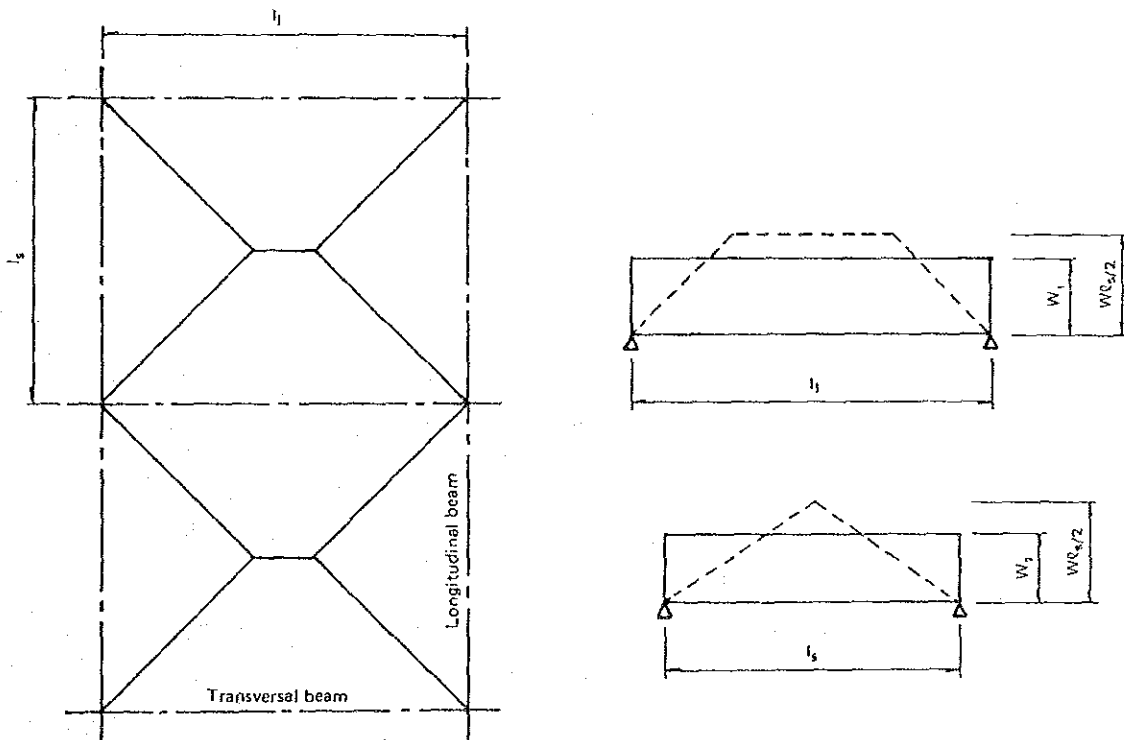 l_l
l_s
Longitudinal beam
Transversal beam
W_1
Wℓ_s/2
l_l
W_2
Wℓ_s/2
l_s